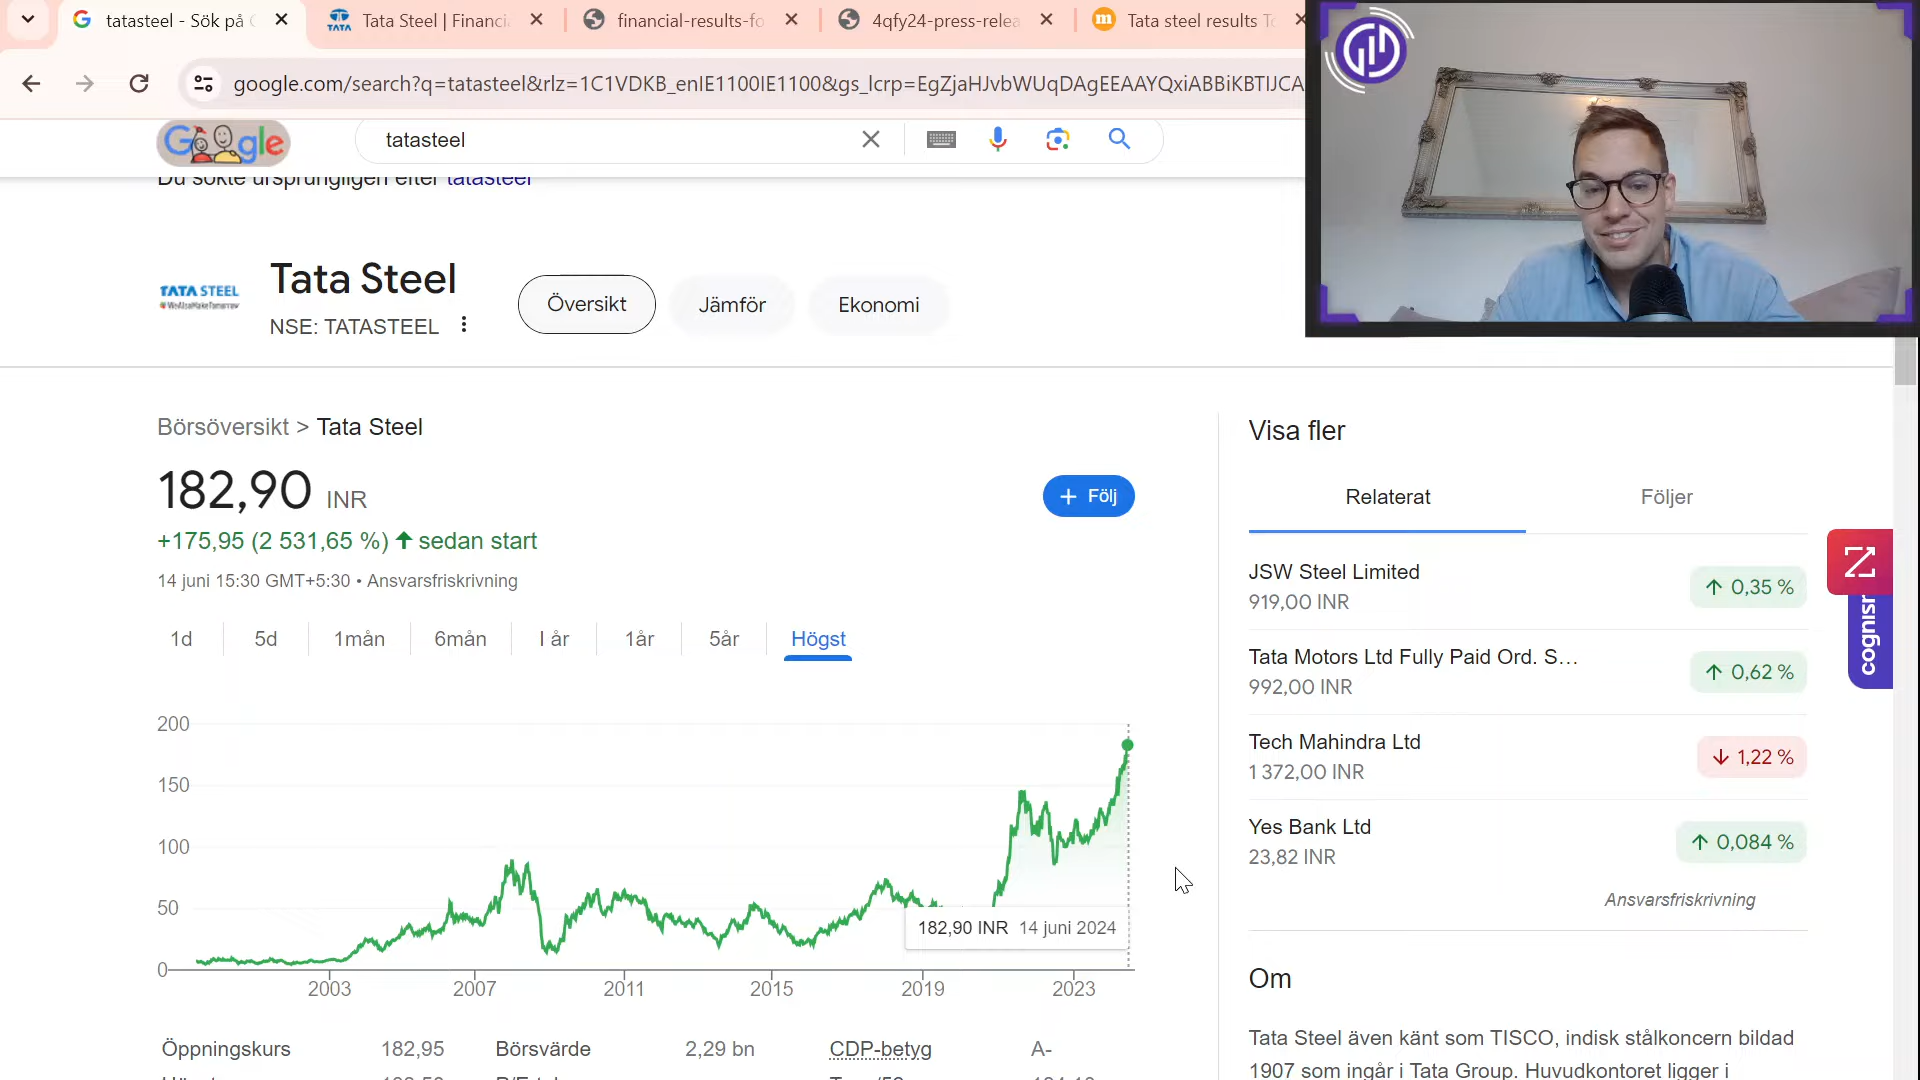 tatasteel - Sök på
Tata Steel | Financi
financial-results-fo
4qfy24-press-relea
Tata steel results
google.com/search?q=tatasteel&rlz=1C1VDKB_enIE1100IE1100&gs_lcrp=EgZjaHJvbWUqDAgEEAAYQxiABBiKBTIJCA
Google
tatasteel
Du sökte ursprungligen efter tatasteel
TATA STEEL
#WeAlsoMakeTomorrow
Tata Steel
NSE: TATASTEEL
Översikt
Jämför
Ekonomi
Börsöversikt > Tata Steel
182,90 INR
+ Följ
+175,95 (2 531,65 %) ↑ sedan start
14 juni 15:30 GMT+5:30 • Ansvarsfriskrivning
1d
5d
1mån
6mån
I år
1år
5år
Högst
200
150
100
50
0
182,90 INR 14 juni 2024
2003
2007
2011
2015
2019
2023
Öppningskurs 182,95
Börsvärde 2,29 bn
CDP-betyg A-
Visa fler
Relaterat
Följer
JSW Steel Limited
919,00 INR
↑ 0,35 %
Tata Motors Ltd Fully Paid Ord. S…
992,00 INR
↑ 0,62 %
Tech Mahindra Ltd
1 372,00 INR
↓ 1,22 %
Yes Bank Ltd
23,82 INR
↑ 0,084 %
Ansvarsfriskrivning
Om
Tata Steel även känt som TISCO, indisk stålkoncern bildad
1907 som ingår i Tata Group. Huvudkontoret ligger i